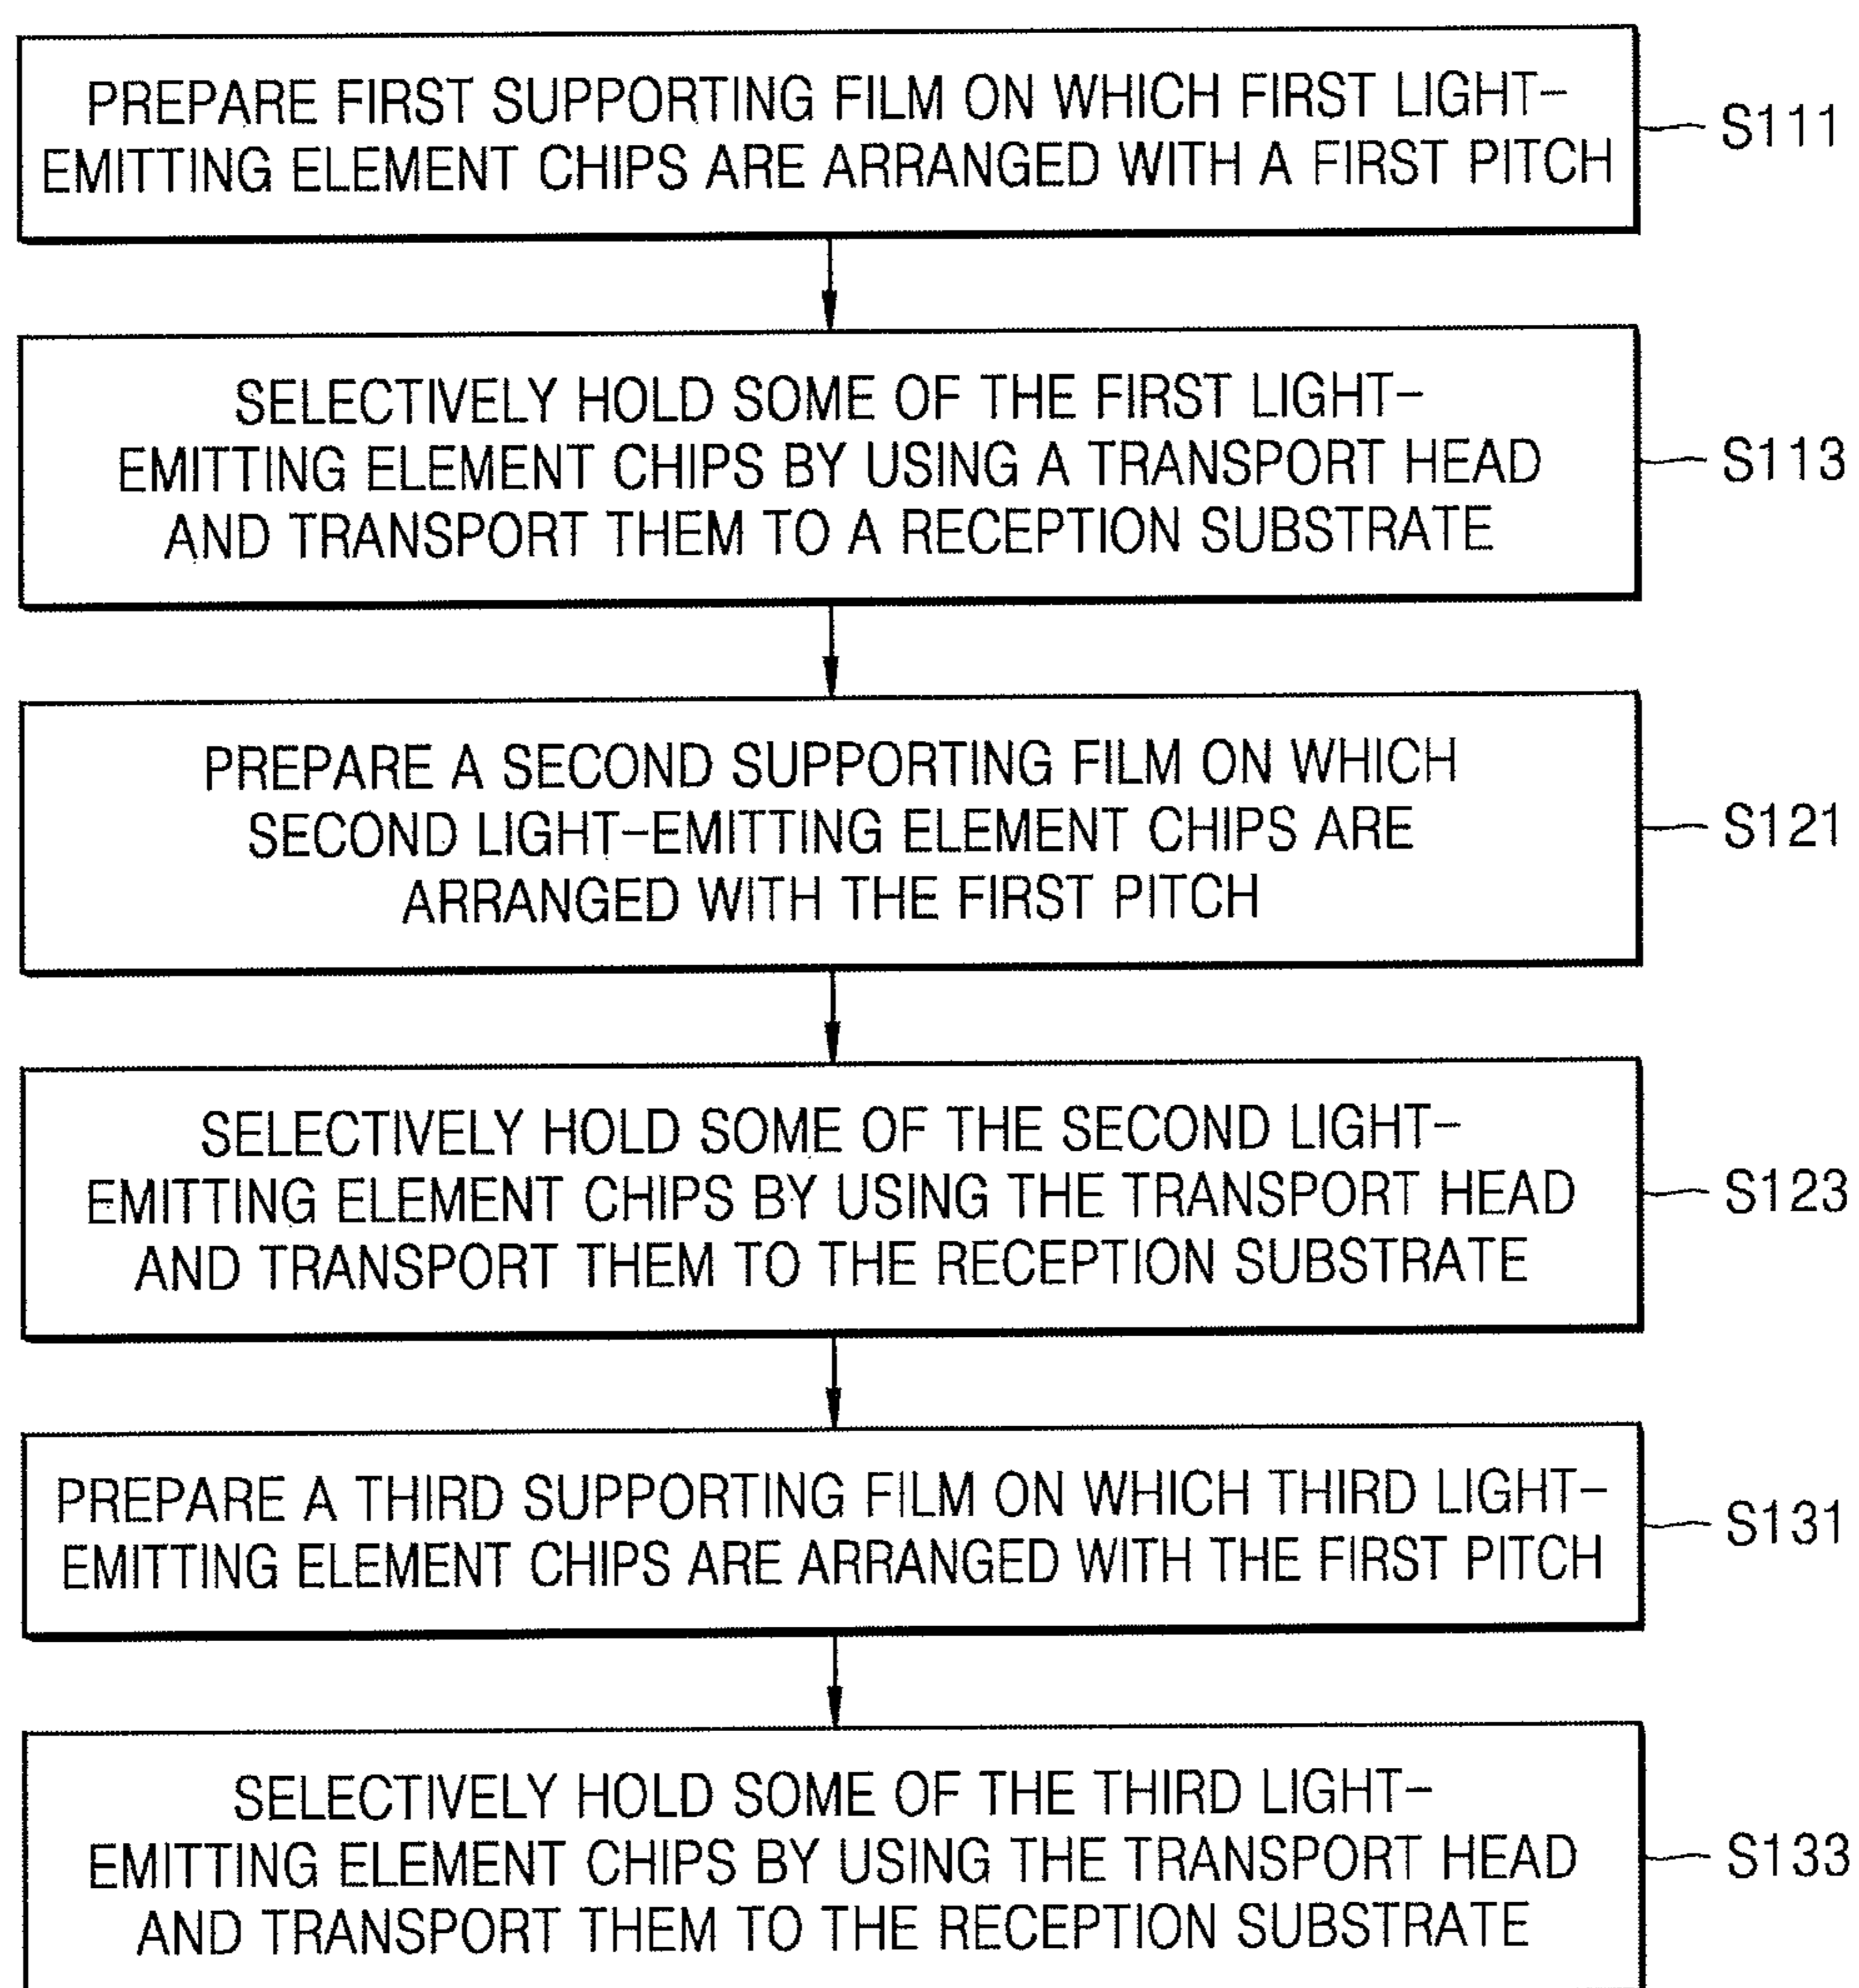 PREPARE FIRST SUPPORTING FILM ON WHICH FIRST LIGHT-
EMITTING ELEMENT CHIPS ARE ARRANGED WITH A FIRST PITCH
S111
SELECTIVELY HOLD SOME OF THE FIRST LIGHT-
EMITTING ELEMENT CHIPS BY USING A TRANSPORT HEAD
AND TRANSPORT THEM TO A RECEPTION SUBSTRATE
S113
PREPARE A SECOND SUPPORTING FILM ON WHICH
SECOND LIGHT-EMITTING ELEMENT CHIPS ARE
ARRANGED WITH THE FIRST PITCH
S121
SELECTIVELY HOLD SOME OF THE SECOND LIGHT-
EMITTING ELEMENT CHIPS BY USING THE TRANSPORT HEAD
AND TRANSPORT THEM TO THE RECEPTION SUBSTRATE
S123
PREPARE A THIRD SUPPORTING FILM ON WHICH THIRD LIGHT-
EMITTING ELEMENT CHIPS ARE ARRANGED WITH THE FIRST PITCH
S131
SELECTIVELY HOLD SOME OF THE THIRD LIGHT-
EMITTING ELEMENT CHIPS BY USING THE TRANSPORT HEAD
AND TRANSPORT THEM TO THE RECEPTION SUBSTRATE
S133